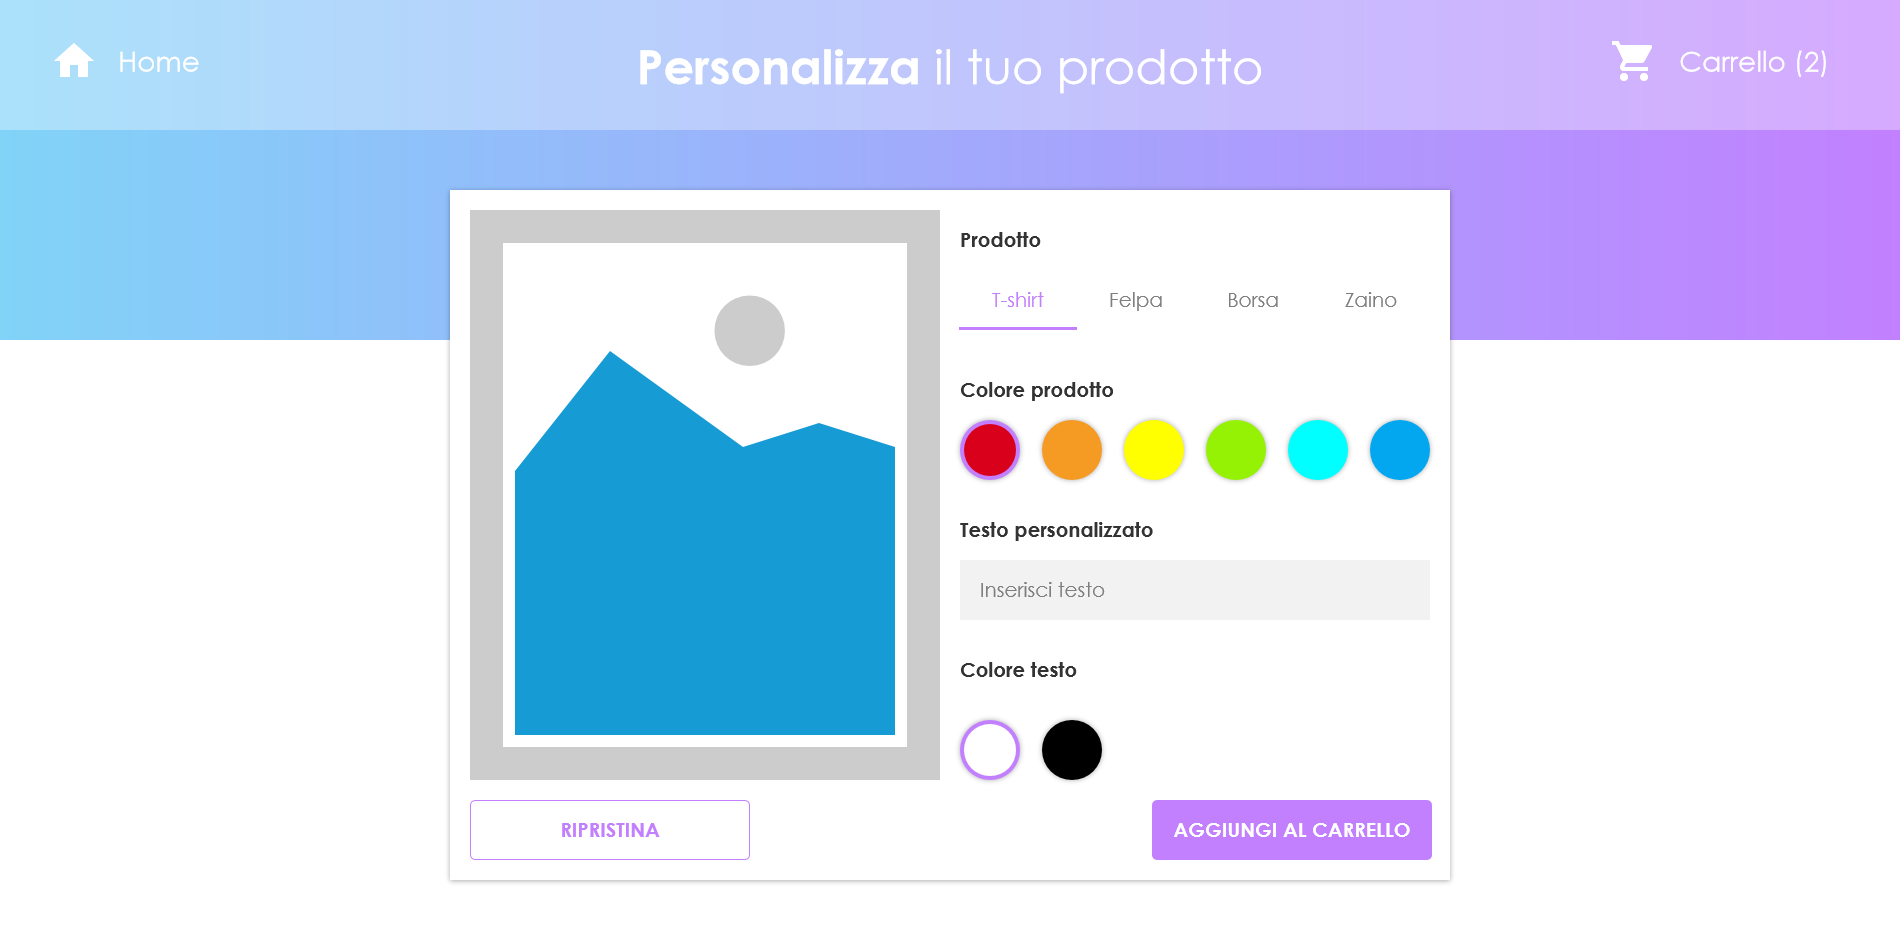 Home
Personalizza il tuo prodotto
Carrello (2)
Prodotto
T-shirt Felpa Borsa Zaino
Colore prodotto
Testo personalizzato
Inserisci testo
Colore testo
RIPRISTINA
AGGIUNGI AL CARRELLO